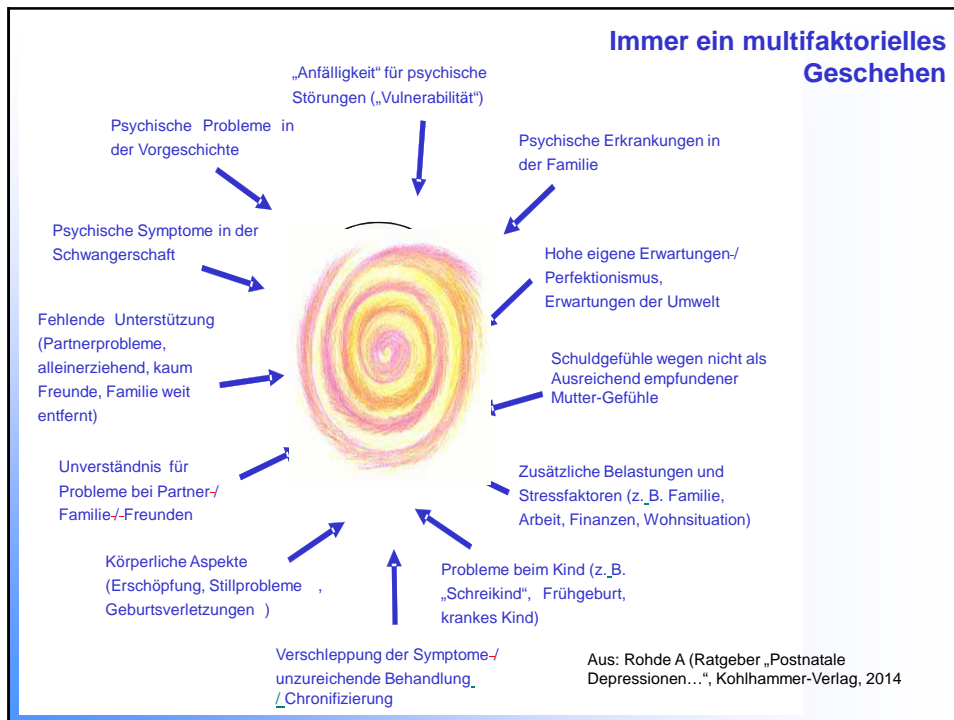 Immer ein multifaktorielles
Geschehen
„Anfälligkeit“ für psychische
Störungen („Vulnerabilität“)
Psychische Probleme in
der Vorgeschichte
Psychische Erkrankungen in
der Familie
Psychische Symptome in der
Schwangerschaft
Hohe eigene Erwartungen-/
Perfektionismus,
Erwartungen der Umwelt
Fehlende Unterstützung
(Partnerprobleme,
alleinerziehend, kaum
Freunde, Familie weit
entfernt)
Schuldgefühle wegen nicht als
Ausreichend empfundener
Mutter-Gefühle
Unverständnis für
Probleme bei Partner-/
Familie-/-Freunden
Zusätzliche Belastungen und
Stressfaktoren (z. B. Familie,
Arbeit, Finanzen, Wohnsituation)
Körperliche Aspekte
(Erschöpfung, Stillprobleme ,
Geburtsverletzungen )
Probleme beim Kind (z. B.
„Schreikind“, Frühgeburt,
krankes Kind)
Verschleppung der Symptome-/
unzureichende Behandlung
/ Chronifizierung
Aus: Rohde A (Ratgeber „Postnatale
Depressionen…“, Kohlhammer-Verlag, 2014